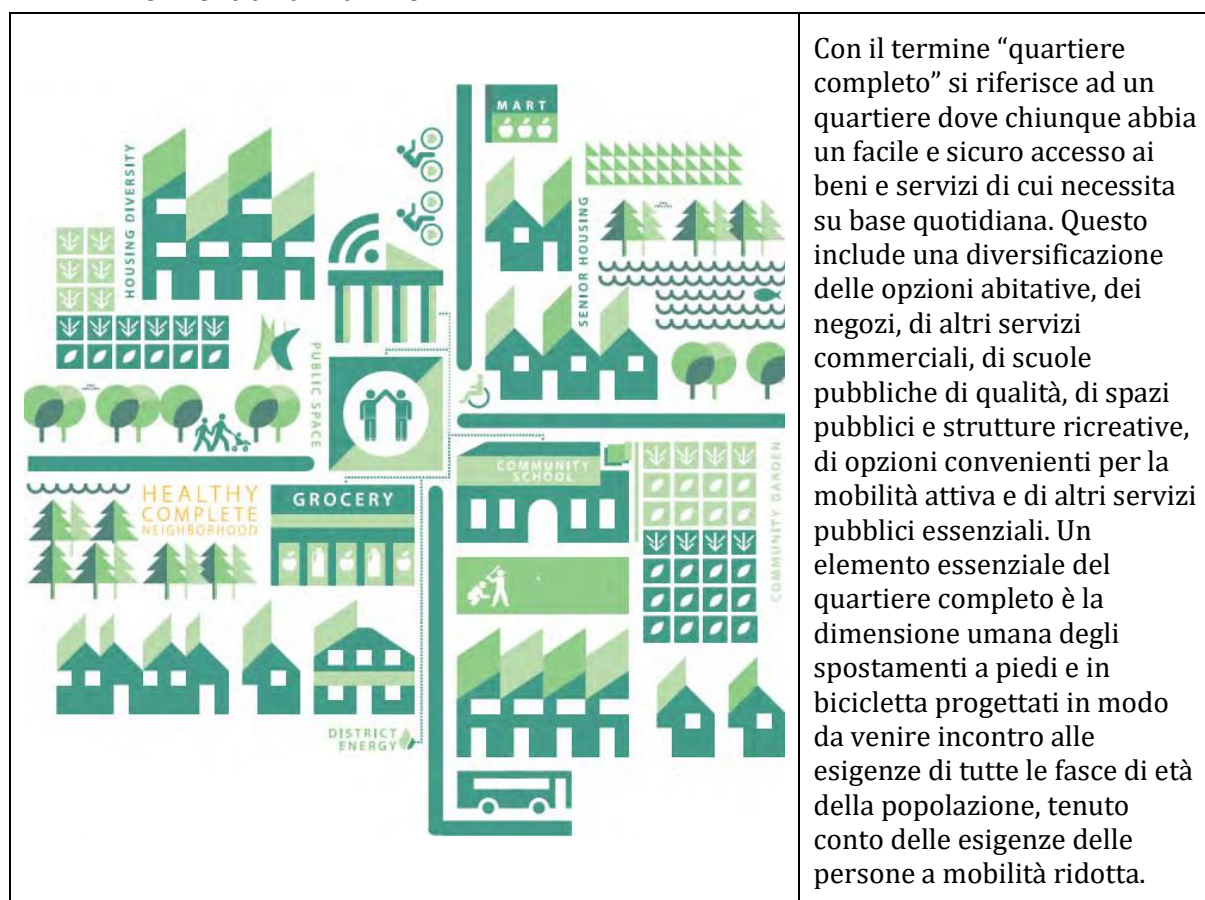 MART
HOUSING DIVERSITY
SENIOR HOUSING
PUBLIC SPACE
COMMUNITY
SCHOOL
COMMUNITY GARDEN
HEALTHY
COMPLETE
NEIGHBORHOOD
GROCERY
DISTRICT
ENERGY
Con il termine “quartiere
completo” si riferisce ad un
quartiere dove chiunque abbia
un facile e sicuro accesso ai
beni e servizi di cui necessita
su base quotidiana. Questo
include una diversificazione
delle opzioni abitative, dei
negozi, di altri servizi
commerciali, di scuole
pubbliche di qualità, di spazi
pubblici e strutture ricreative,
di opzioni convenienti per la
mobilità attiva e di altri servizi
pubblici essenziali. Un
elemento essenziale del
quartiere completo è la
dimensione umana degli
spostamenti a piedi e in
bicicletta progettati in modo
da venire incontro alle
esigenze di tutte le fasce di età
della popolazione, tenuto
conto delle esigenze delle
persone a mobilità ridotta.